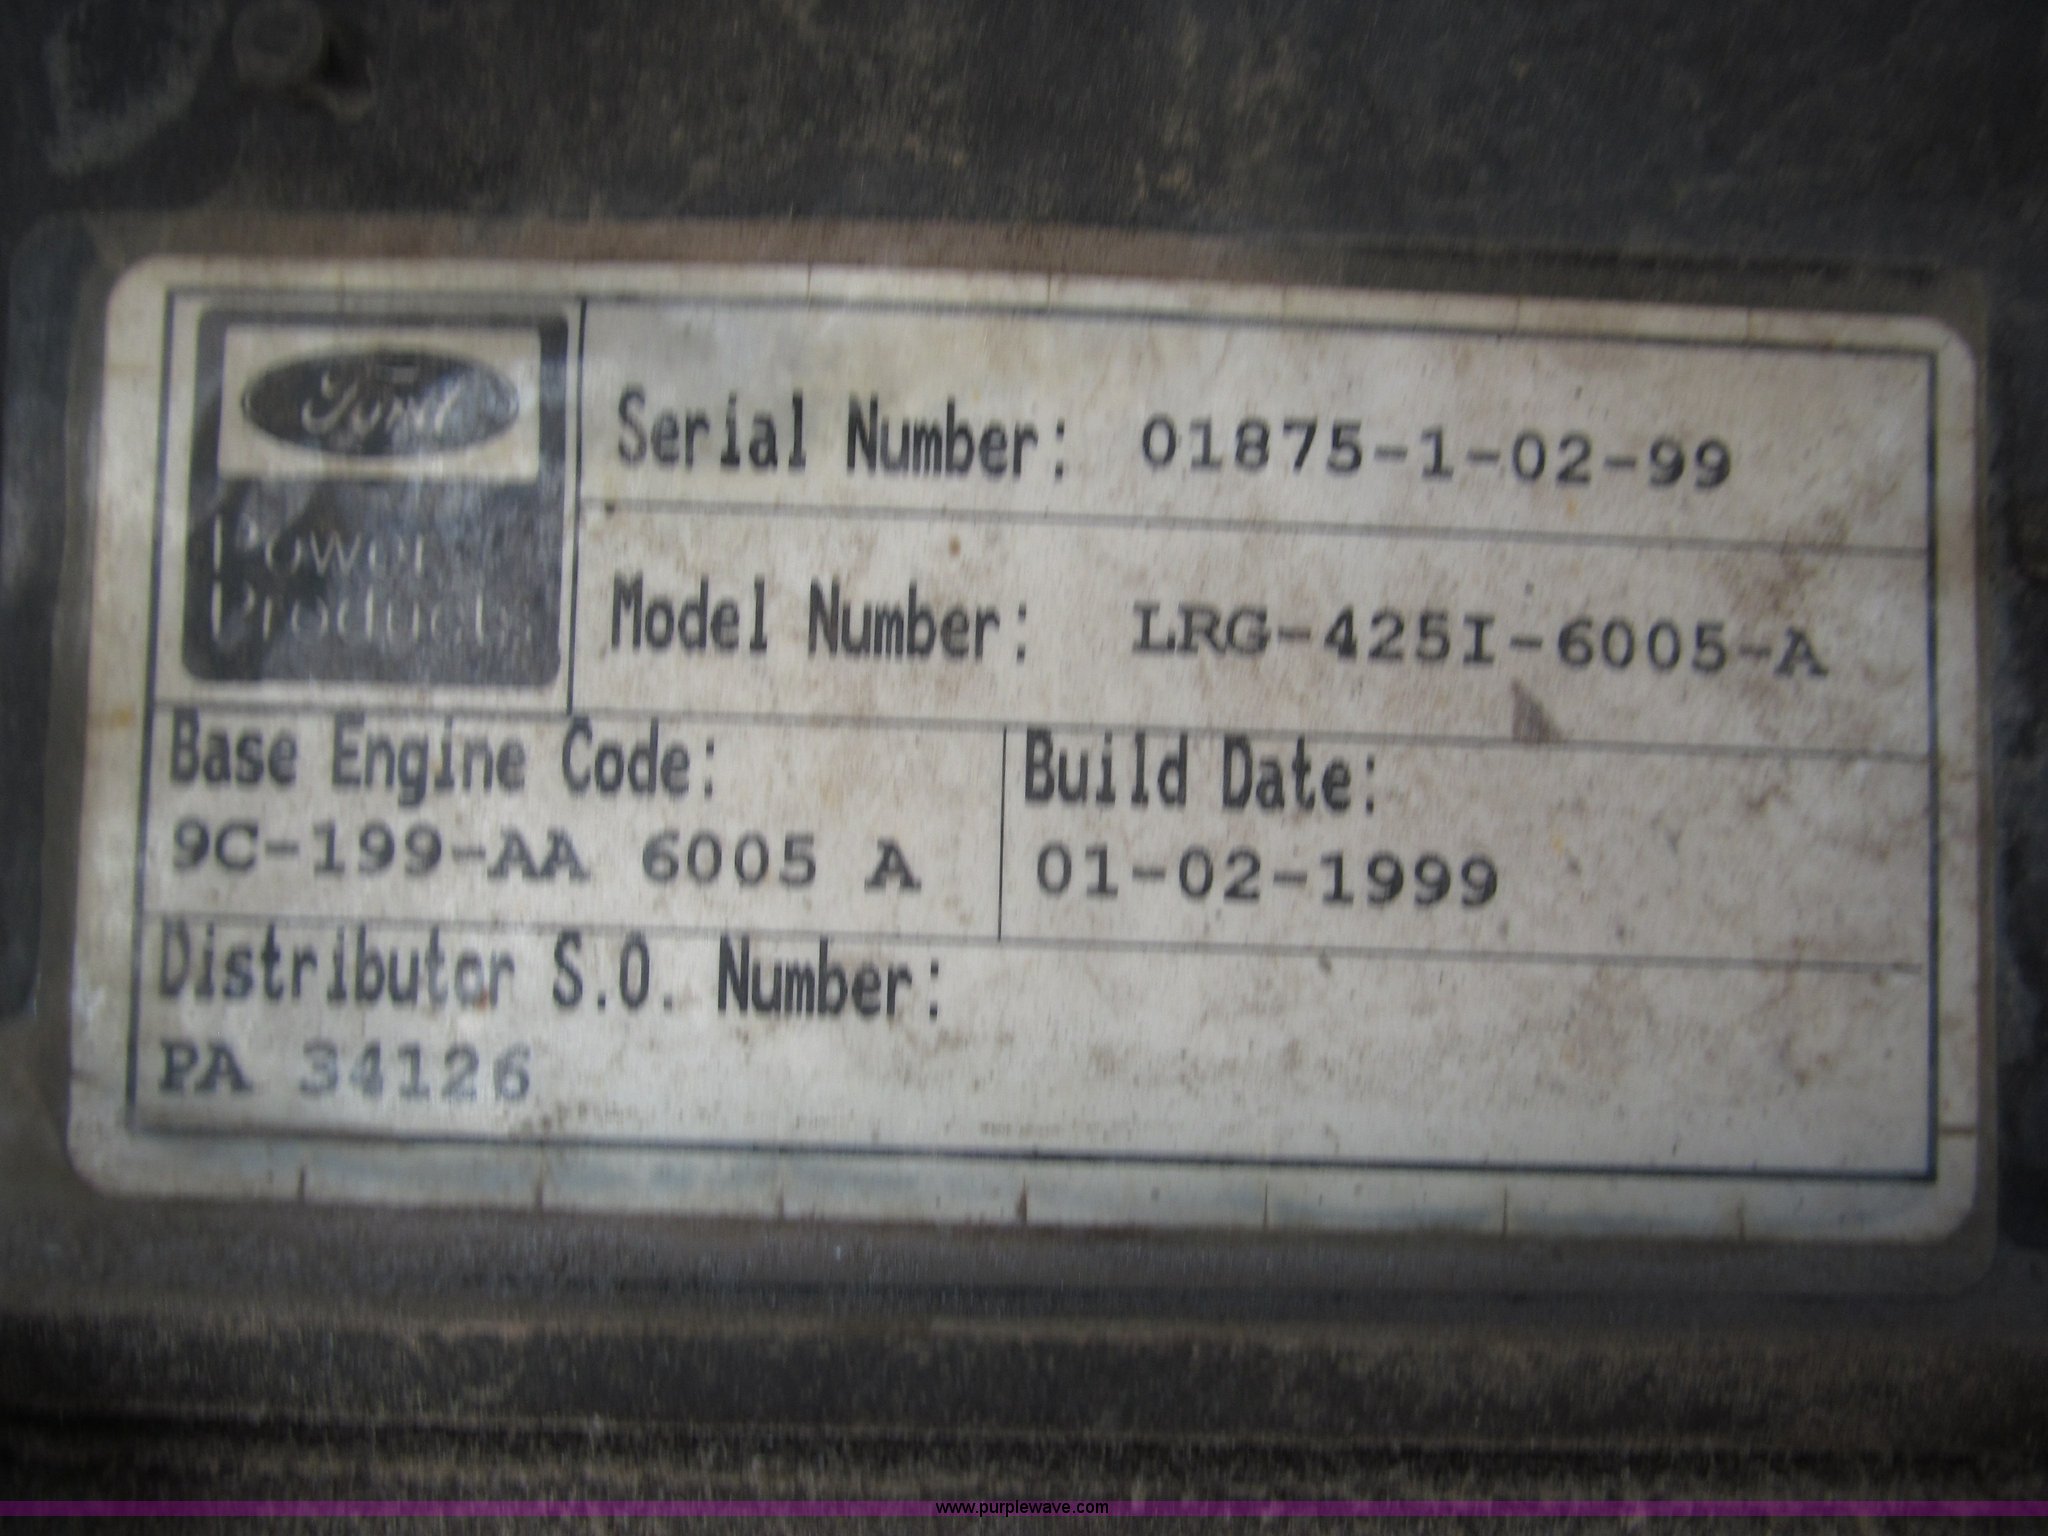 Ford
Power
Products
Serial Number: 01875-1-02-99
Model Number: LRG-425I-6005-A
Base Engine Code:
9C-199-AA 6005 A
Build Date:
01-02-1999
Distributor S.O. Number:
PA 34126
www.purplewave.com